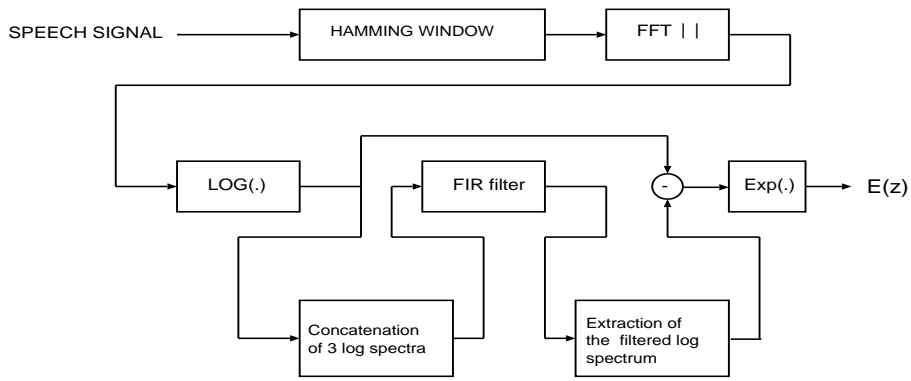 SPEECH SIGNAL
HAMMING WINDOW
FFT | |
LOG(.)
FIR filter
-
Exp(.)
E(z)
Concatenation
of 3 log spectra
Extraction of
the filtered log
spectrum